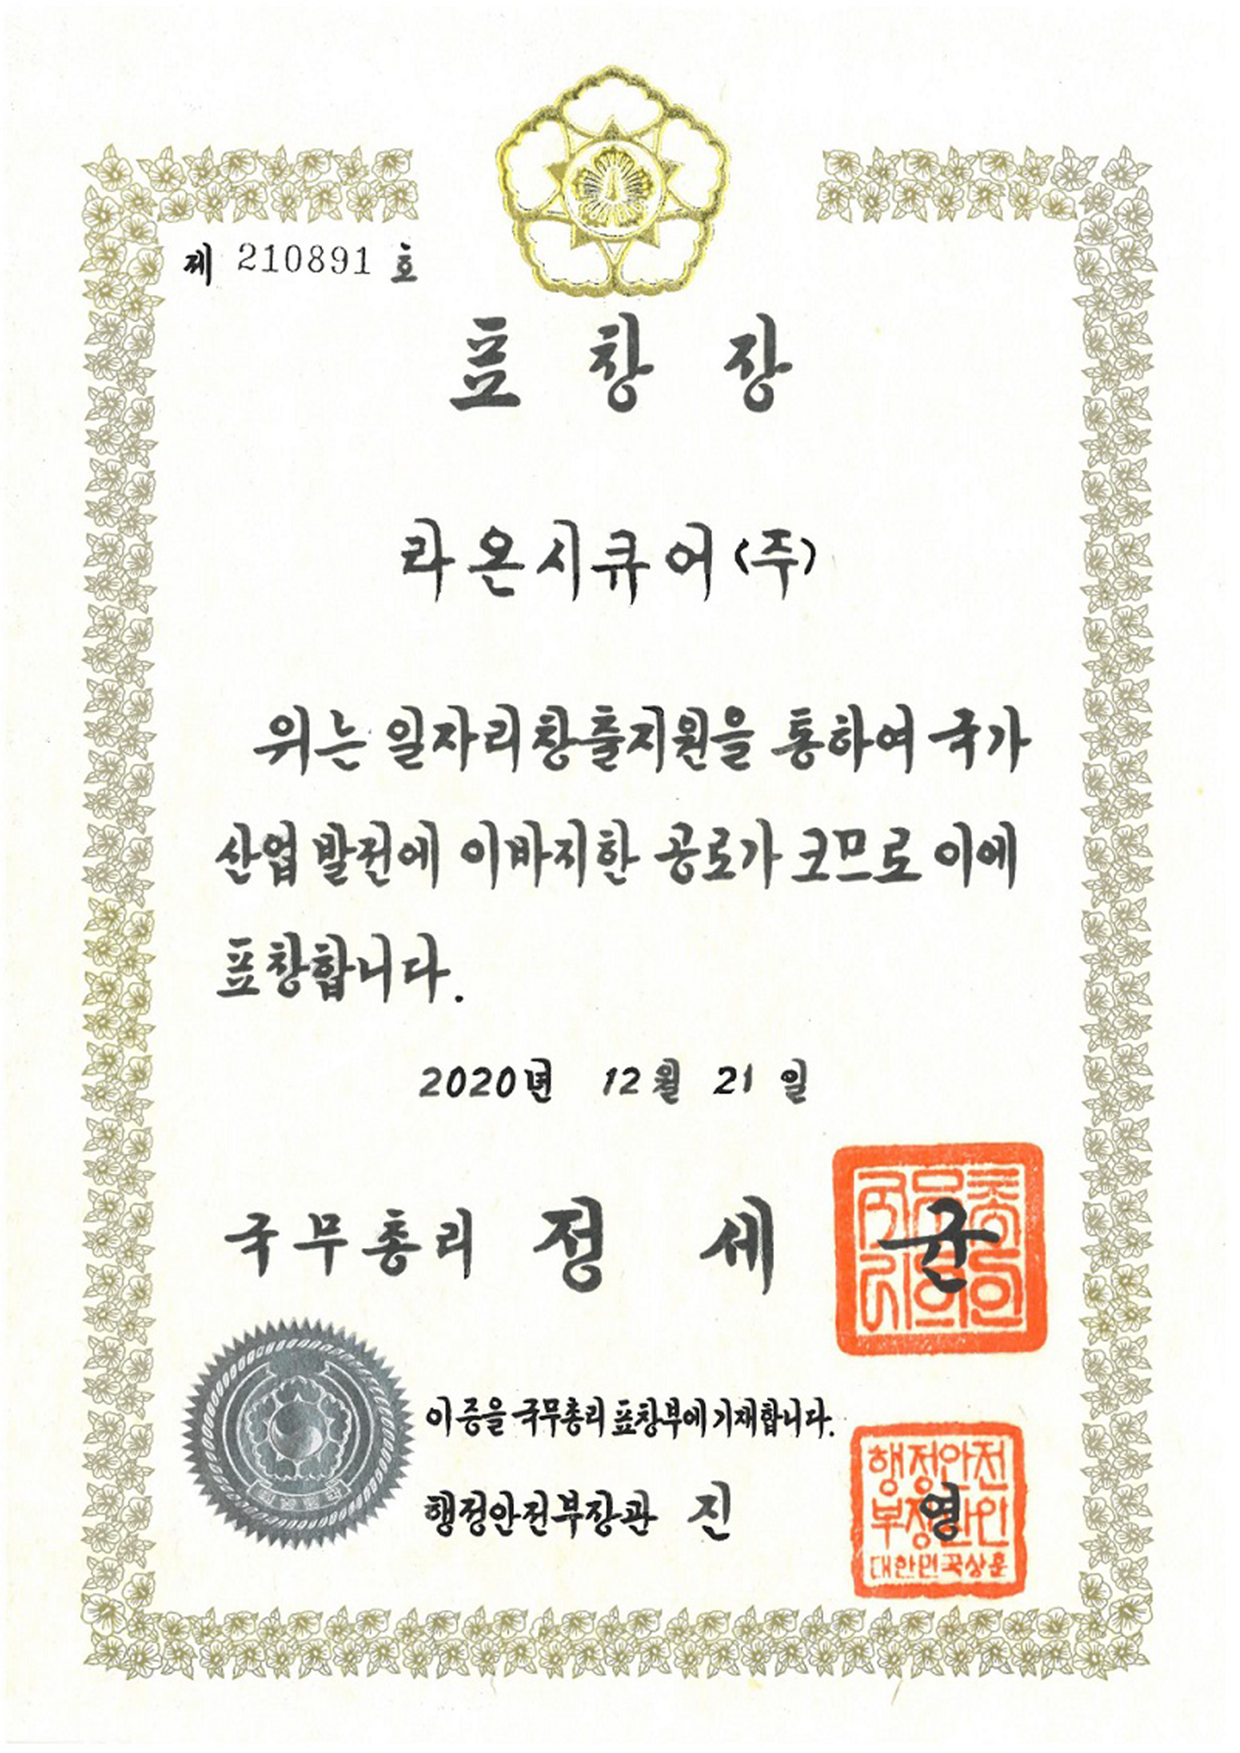 제 210891 호
표 창 장
라온시큐어(주)
위는 일자리창출지원을 통하여 국가
산업 발전에 이바지한 공로가 크므로 이에
표창합니다.
2020년 12월 21일
국무총리 정 세 균
이 증을 국무총리 표창부에 기재합니다.
행정안전부장관 진 영
행정안전
부장관인
대한민국상훈